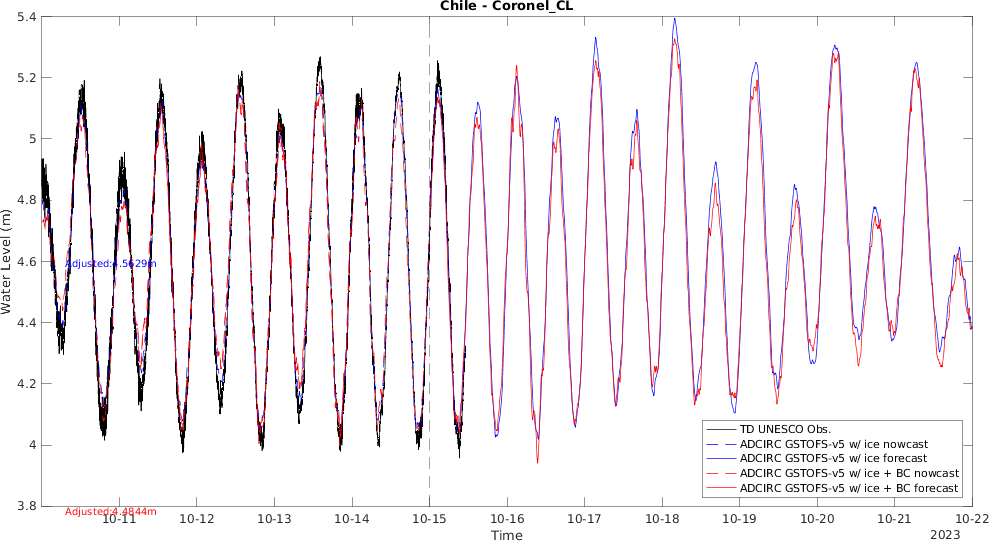 Chile - Coronel_CL
5.4
5.2
5
4.8
4.6
4.4
4.2
4
3.8
Water Level (m)
Adjusted:4.5629m
Adjusted:4.4844m
TD UNESCO Obs.
ADCIRC GSTOFS-v5 w/ ice nowcast
ADCIRC GSTOFS-v5 w/ ice forecast
ADCIRC GSTOFS-v5 w/ ice + BC nowcast
ADCIRC GSTOFS-v5 w/ ice + BC forecast
10-11 10-12 10-13 10-14 10-15 10-16 10-17 10-18 10-19 10-20 10-21 10-22
Time
2023